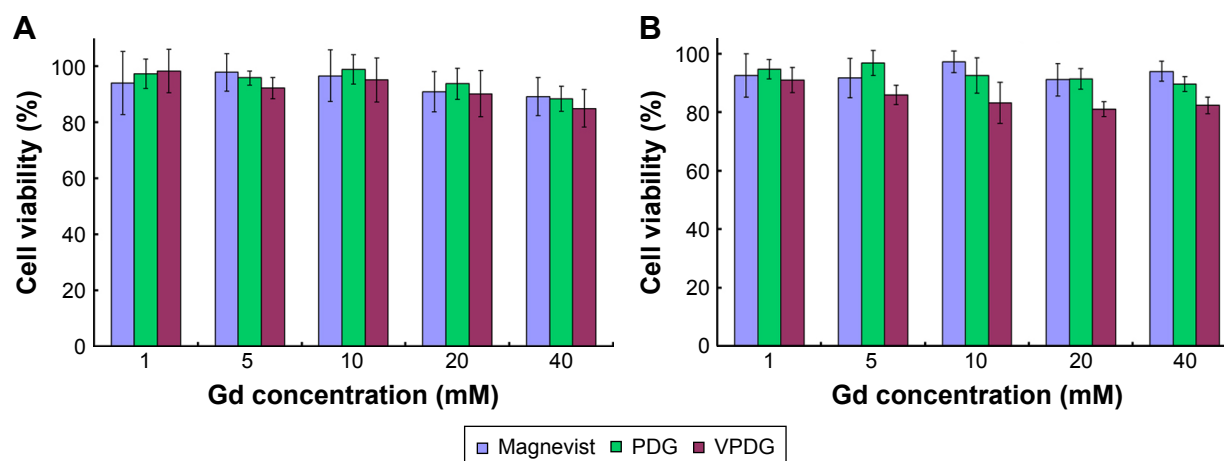 A
Cell viability (%)
100
80
60
40
20
0
1 5 10 20 40
Gd concentration (mM)
B
Cell viability (%)
100
80
60
40
20
0
1 5 10 20 40
Gd concentration (mM)
Magnevist PDG VPDG